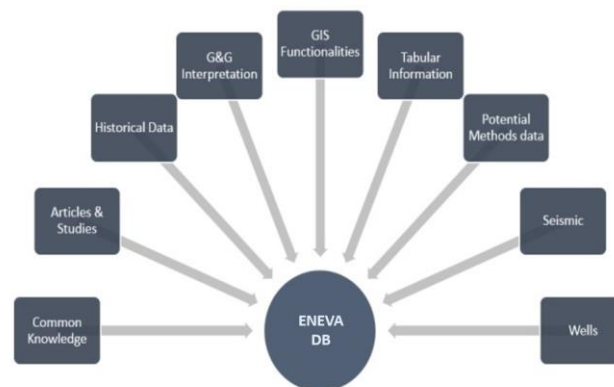 GIS
Functionalities
G&G
Interpretation
Tabular
Information
Historical Data
Potential
Methods data
Articles &
Studies
Seismic
Common
Knowledge
ENEVA
DB
Wells